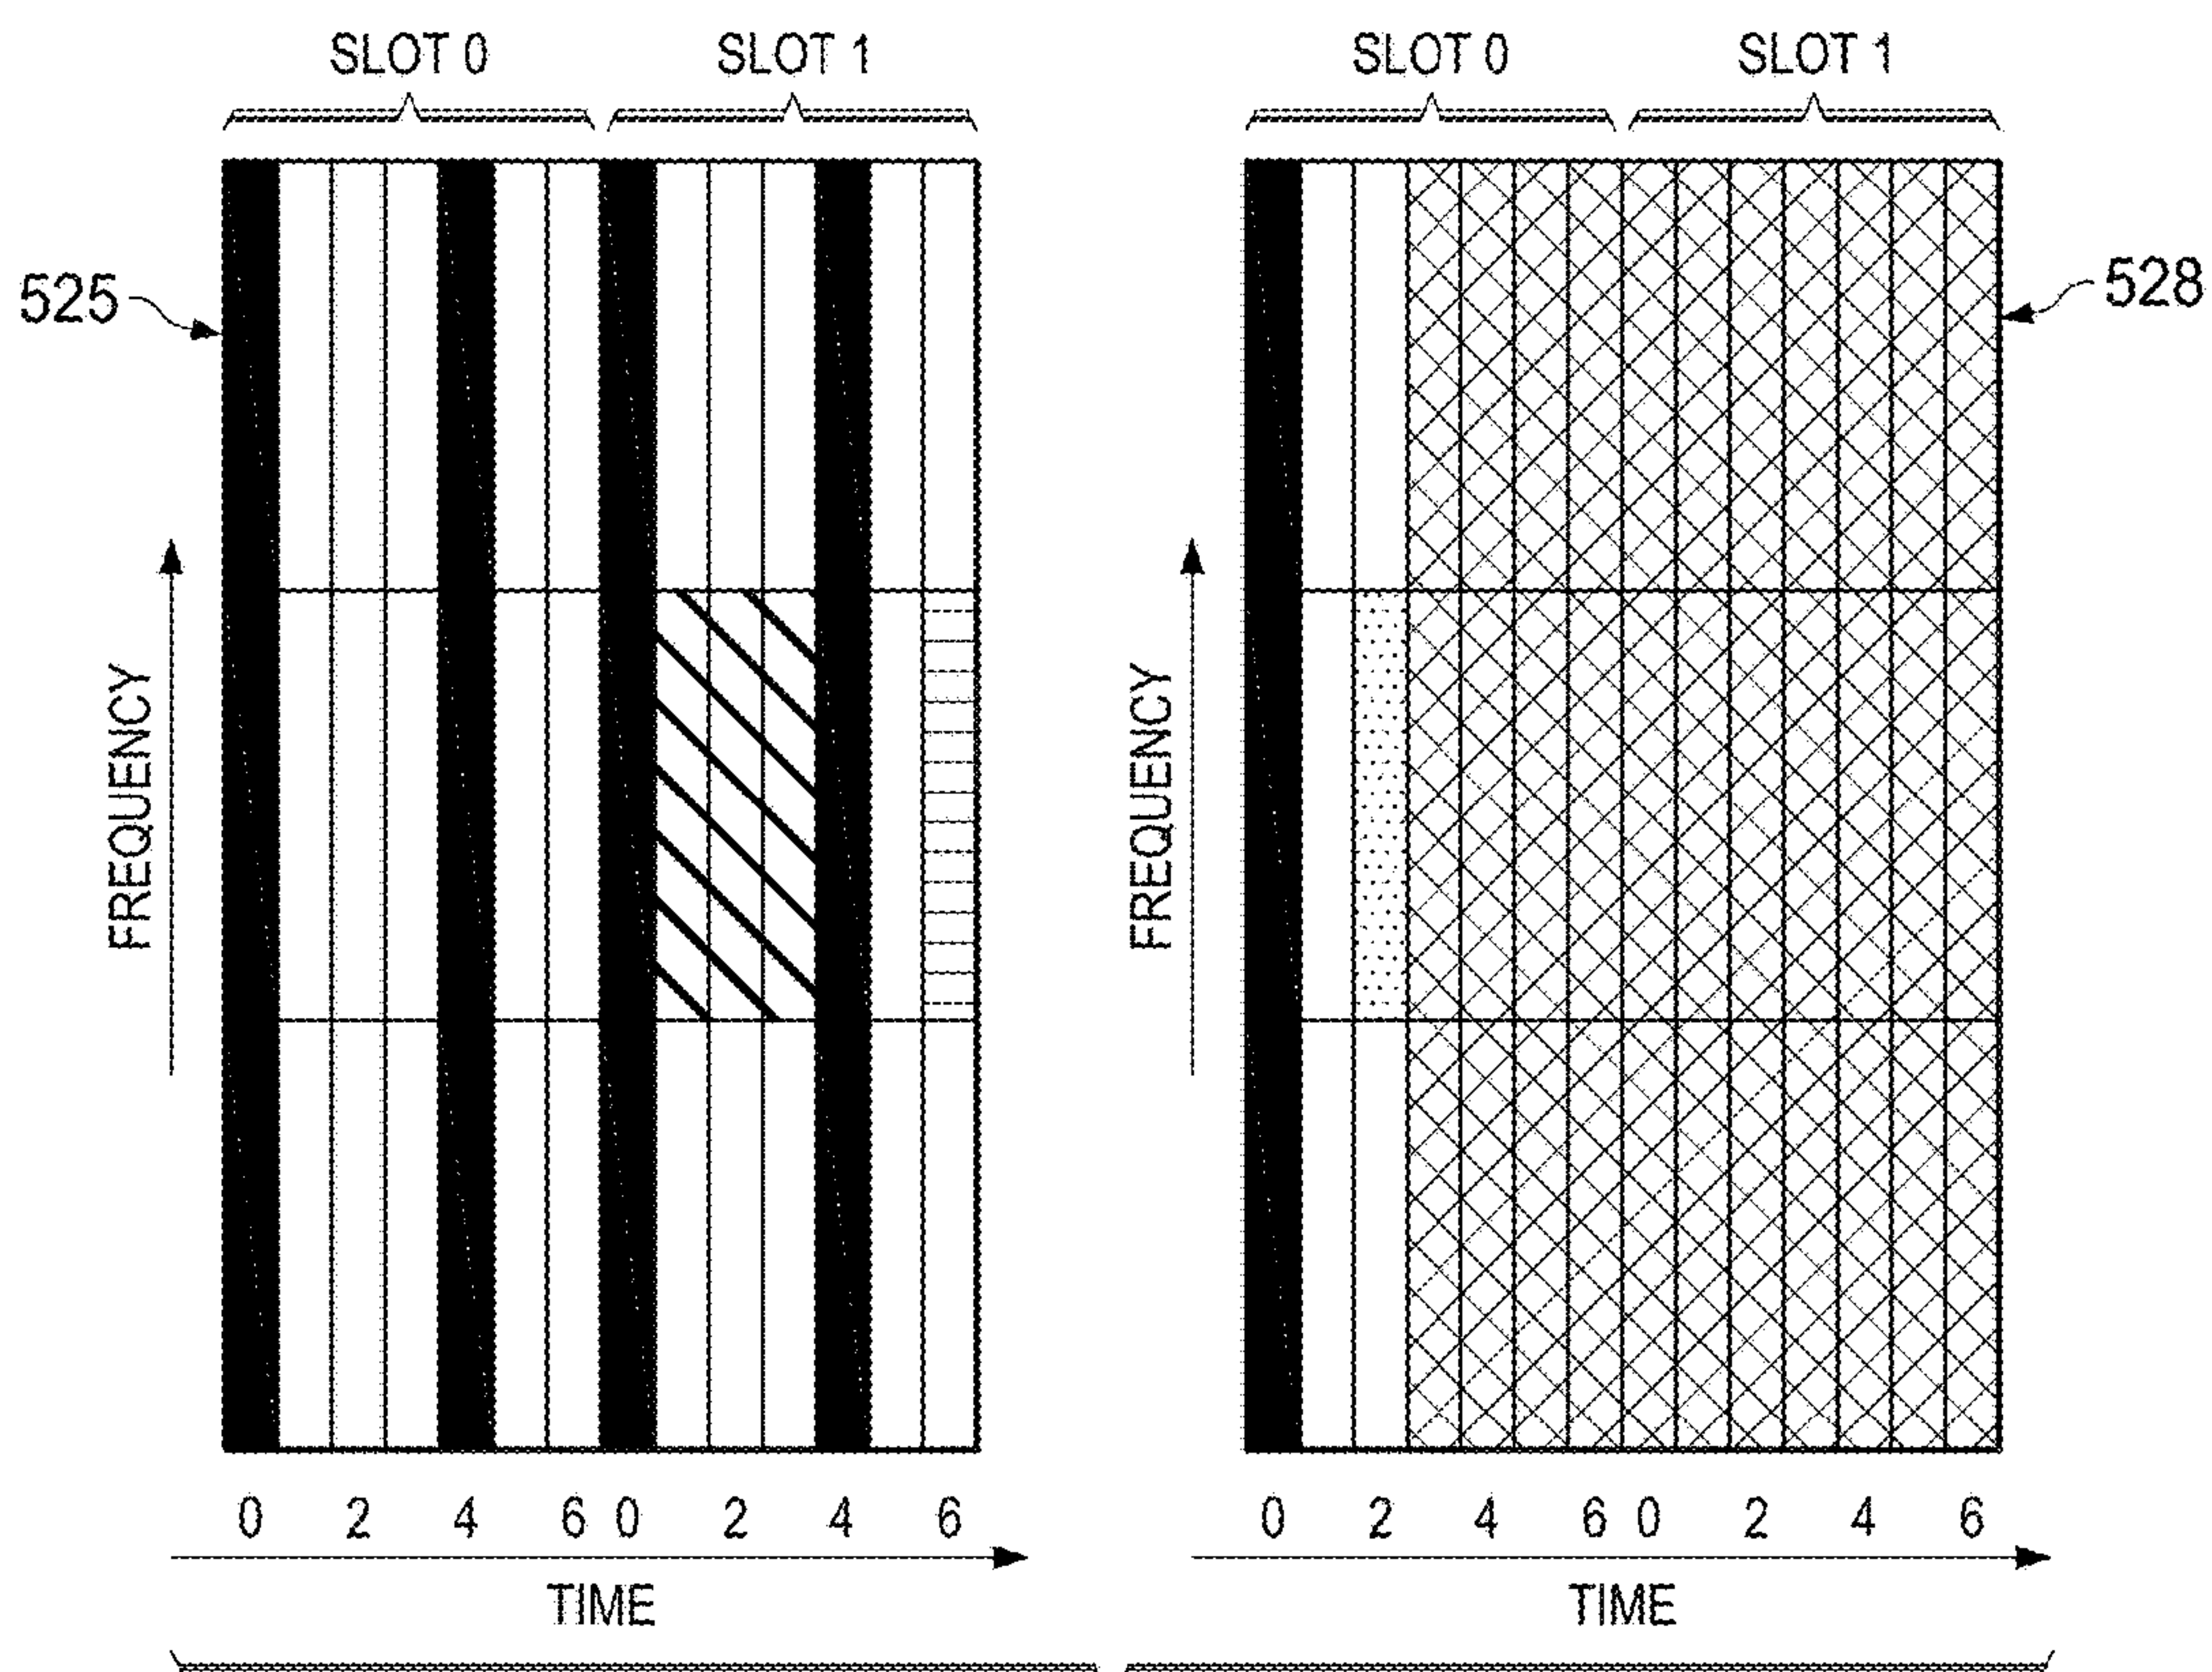 SLOT 0 SLOT 1 SLOT 0 SLOT 1
525 528
FREQUENCY FREQUENCY
0 2 4 6 0 2 4 6 0 2 4 6 0 2 4 6
TIME TIME